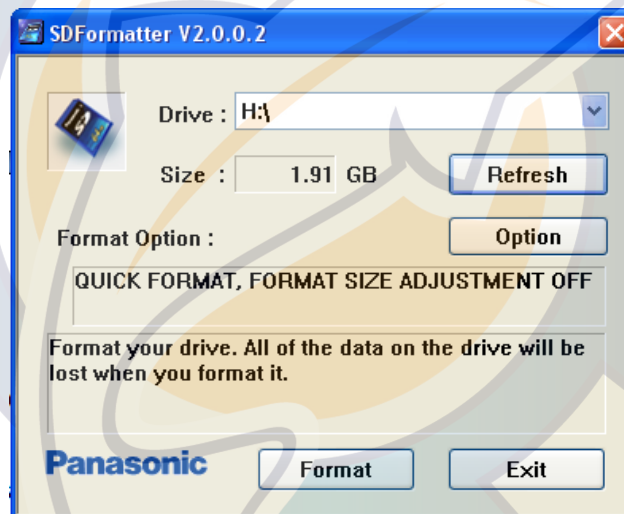 SDFormatter V2.0.0.2
Drive : H:\
Size : 1.91 GB Refresh
Format Option : Option
QUICK FORMAT, FORMAT SIZE ADJUSTMENT OFF
Format your drive. All of the data on the drive will be
lost when you format it.
Panasonic Format Exit